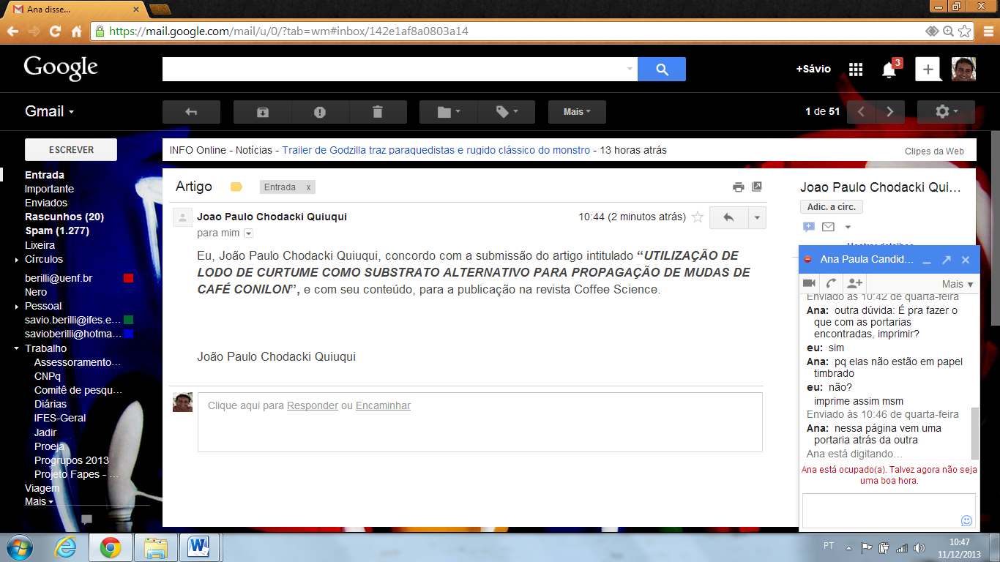 Ana disse...
https://mail.google.com/mail/u/0/?tab=wm#inbox/142e1af8a0803a14
Google
+Sávio
3
Gmail
Mais
1 de 51
ESCREVER
INFO Online - Notícias - Trailer de Godzilla traz paraquedistas e rugido clássico do monstro - 13 horas atrás
Clipes da Web
Entrada
Importante
Enviados
Rascunhos (20)
Spam (1.277)
Lixeira
Círculos
berilli@uenf.br
Nero
Pessoal
savio.berilli@ifes.e...
savioberilli@hotma...
Trabalho
Assessoramento...
CNPq
Comitê de pesqu...
Diárias
IFES-Geral
Jadir
Proeja
Progrupos 2013
Projeto Fapes - ...
Viagem
Mais
Artigo
Entrada x
Joao Paulo Chodacki Quiuqui
10:44 (2 minutos atrás)
para mim
Eu, João Paulo Chodacki Quiuqui, concordo com a submissão do artigo intitulado “UTILIZAÇÃO DE
LODO DE CURTUME COMO SUBSTRATO ALTERNATIVO PARA PROPAGAÇÃO DE MUDAS DE
CAFÉ CONILON”, e com seu conteúdo, para a publicação na revista Coffee Science.
João Paulo Chodacki Quiuqui
Clique aqui para Responder ou Encaminhar
Joao Paulo Chodacki Qui...
Adic. a círc.
Mostrar detalhes
Ana Paula Candid...
Mais
Enviado às 10:42 de quarta-feira
Ana: outra dúvida: É pra fazer o
que com as portarias
encontradas, imprimir?
eu: sim
Ana: pq elas não estão em papel
timbrado
eu: não?
imprime assim msm
Enviado às 10:46 de quarta-feira
Ana: nessa página vem uma
portaria atrás da outra
Ana está digitando...
Ana está ocupado(a). Talvez agora não seja
uma boa hora.
PT
10:47
11/12/2013